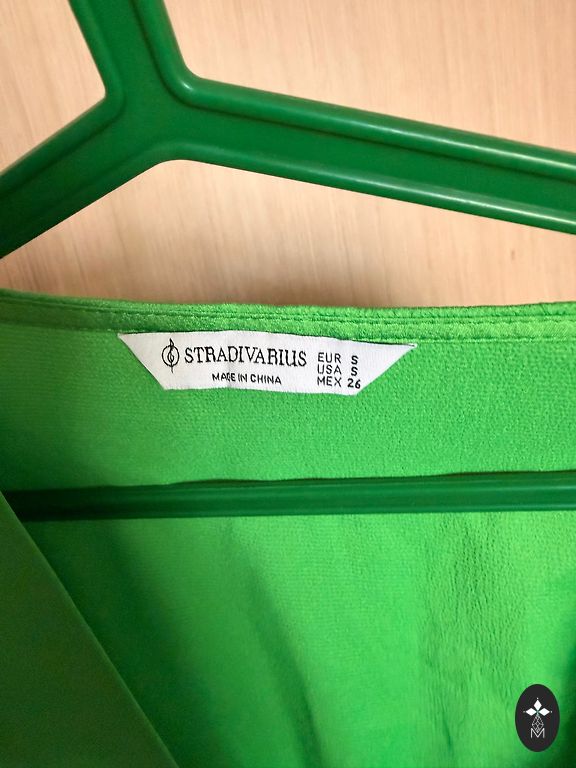 STRADIVARIUS
MADE IN CHINA
EUR S
USA S
MEX 26
M